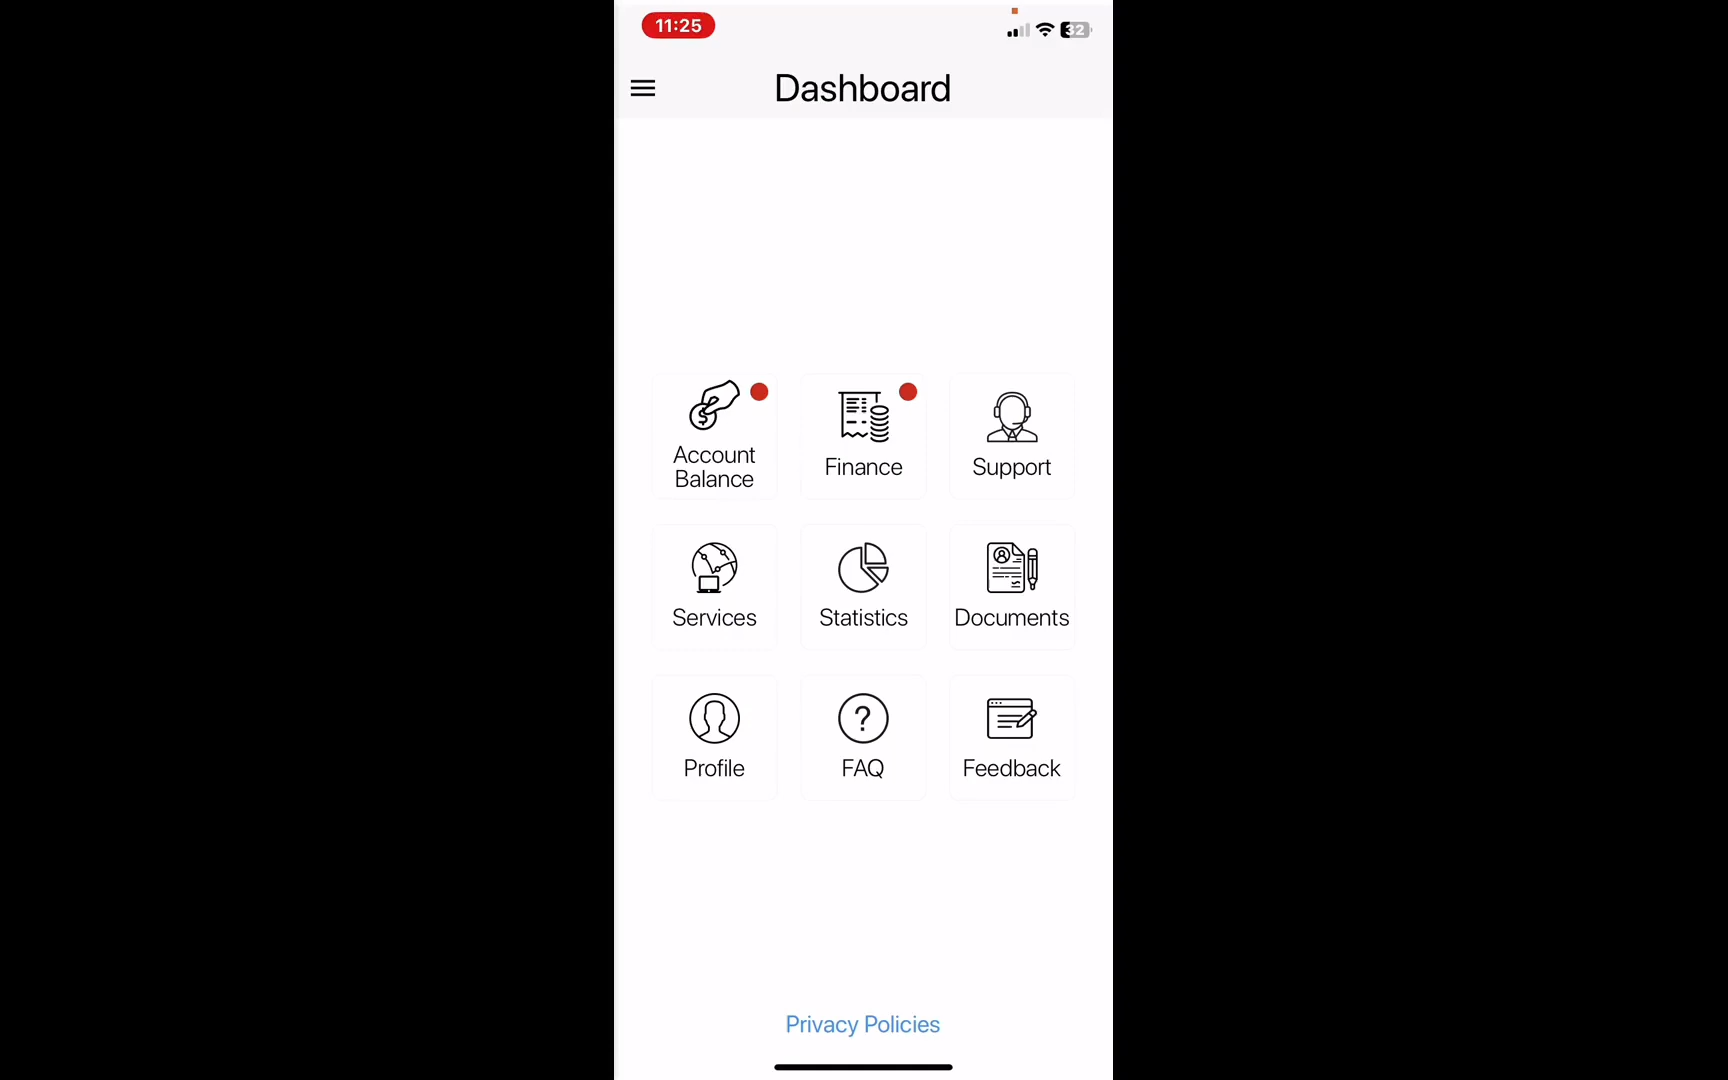 11:25
32
Dashboard
Account
Balance
Finance
Support
Services
Statistics
Documents
Profile
FAQ
Feedback
Privacy Policies